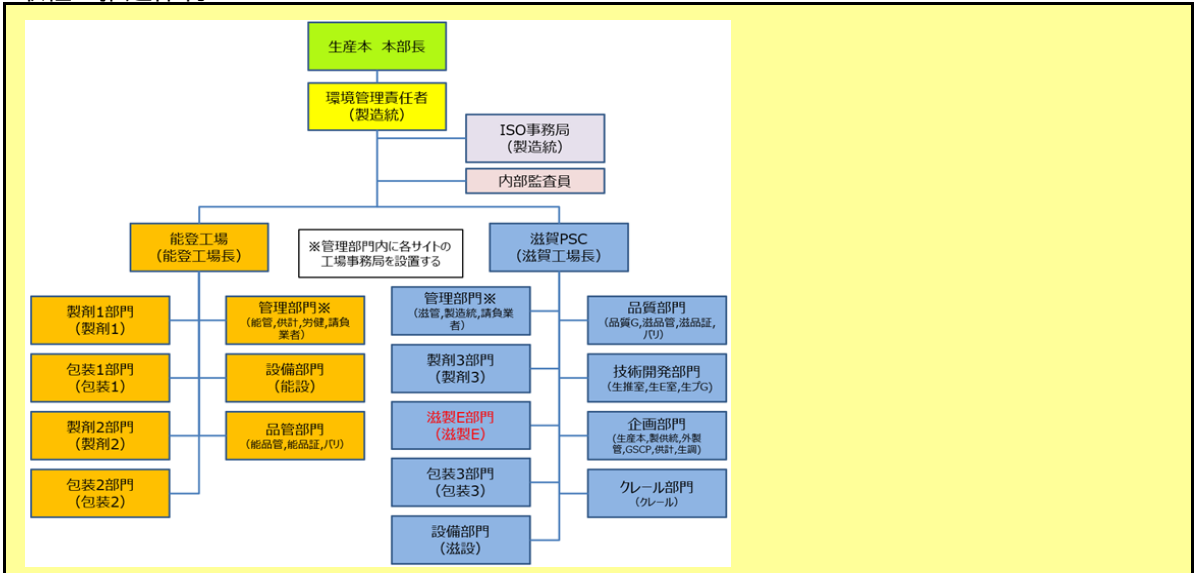 生産本 本部長
環境管理責任者
(製造統)
ISO事務局
(製造統)
内部監査員
能登工場
(能登工場長)
※管理部門内に各サイトの
工場事務局を設置する
滋賀PSC
(滋賀工場長)
製剤1部門
(製剤1)
管理部門※
(能管,供計,労健,請負
業者)
包装1部門
(包装1)
設備部門
(能設)
製剤2部門
(製剤2)
品管部門
(能品管,能品証,バリ)
包装2部門
(包装2)
管理部門※
(滋管,製造統,請負業
者)
品質部門
(品質G,滋品管,滋品証,
バリ)
製剤3部門
(製剤3)
技術開発部門
(生推室,生E室,生プG)
滋製E部門
(滋製E)
企画部門
(生産本,製供統,外製
管,GSCP,供計,生調)
包装3部門
(包装3)
クレール部門
(クレール)
設備部門
(滋設)